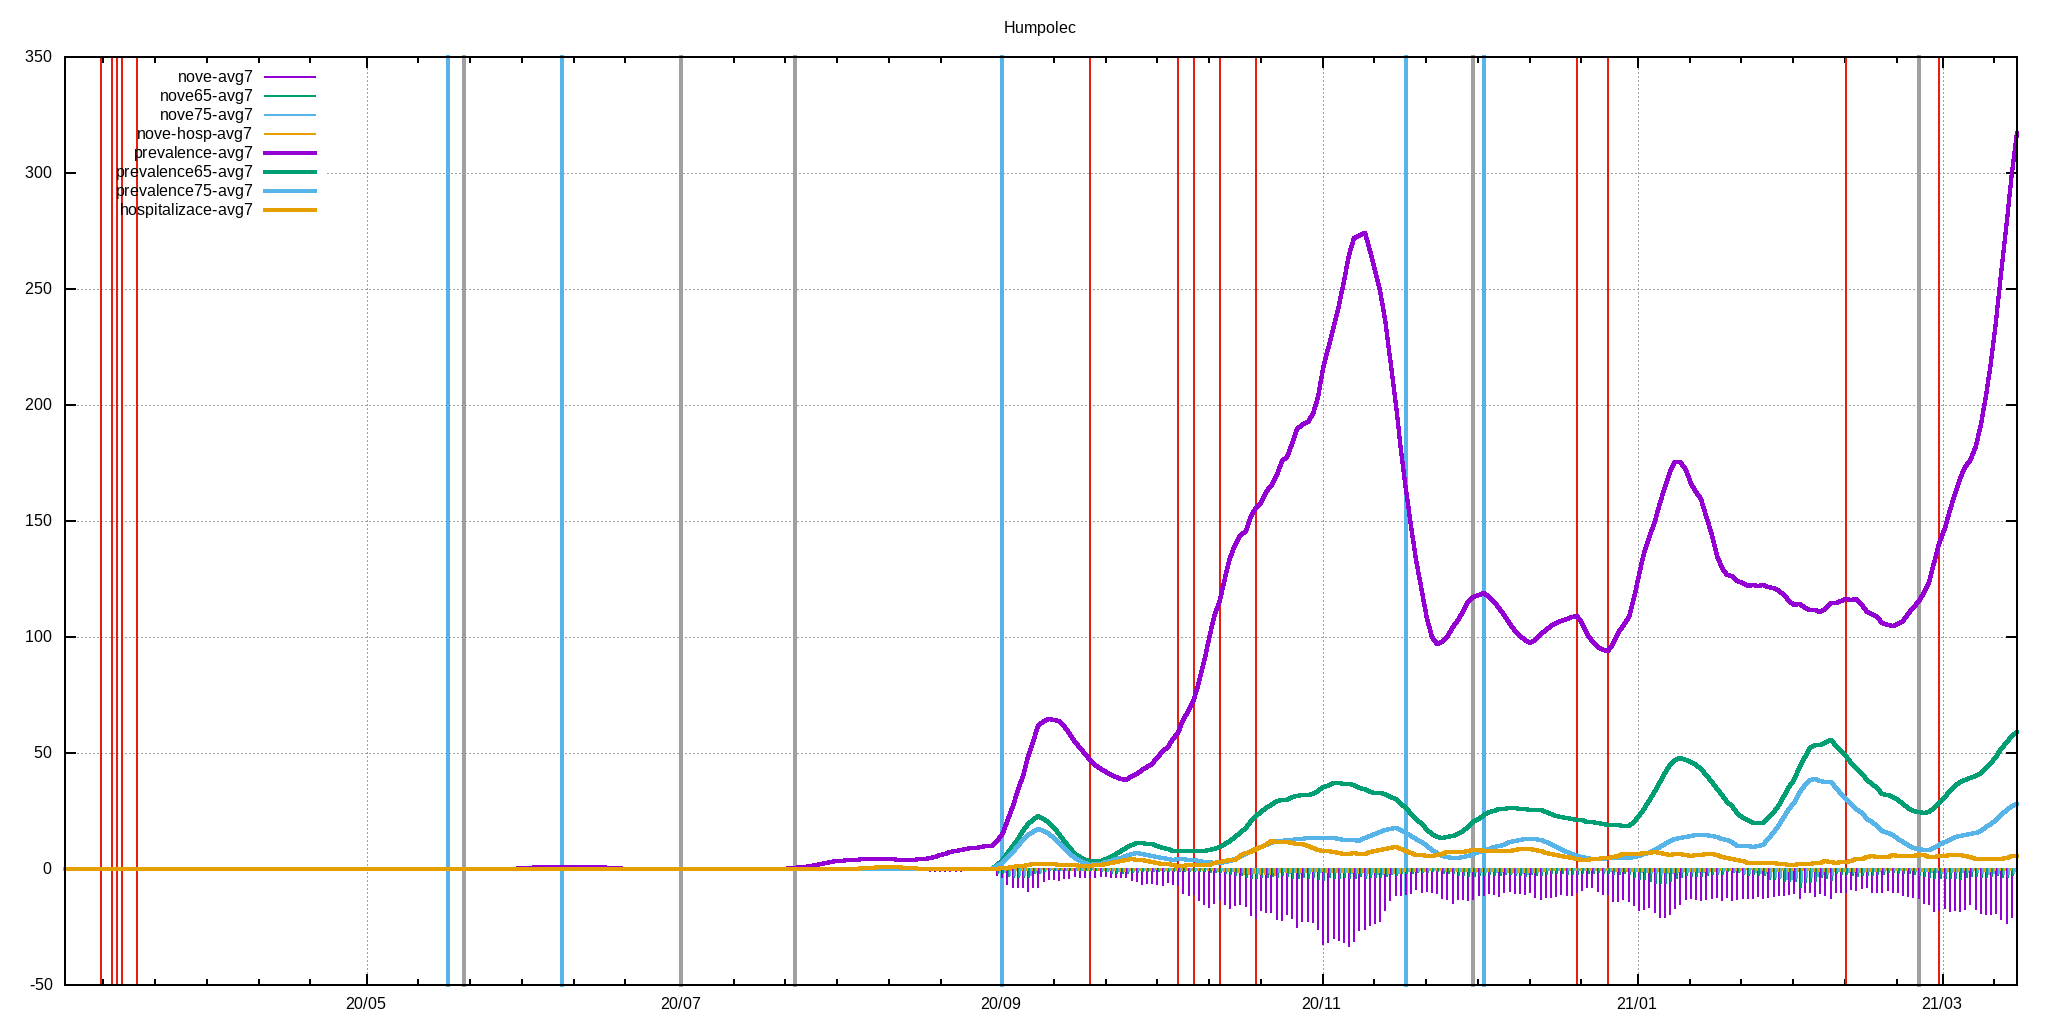 Humpolec
350
nove-avg7
nove65-avg7
nove75-avg7
nove-hosp-avg7
prevalence-avg7
prevalence65-avg7
prevalence75-avg7
hospitalizace-avg7
300
250
200
150
100
50
0
-50
20/05
20/07
20/09
20/11
21/01
21/03